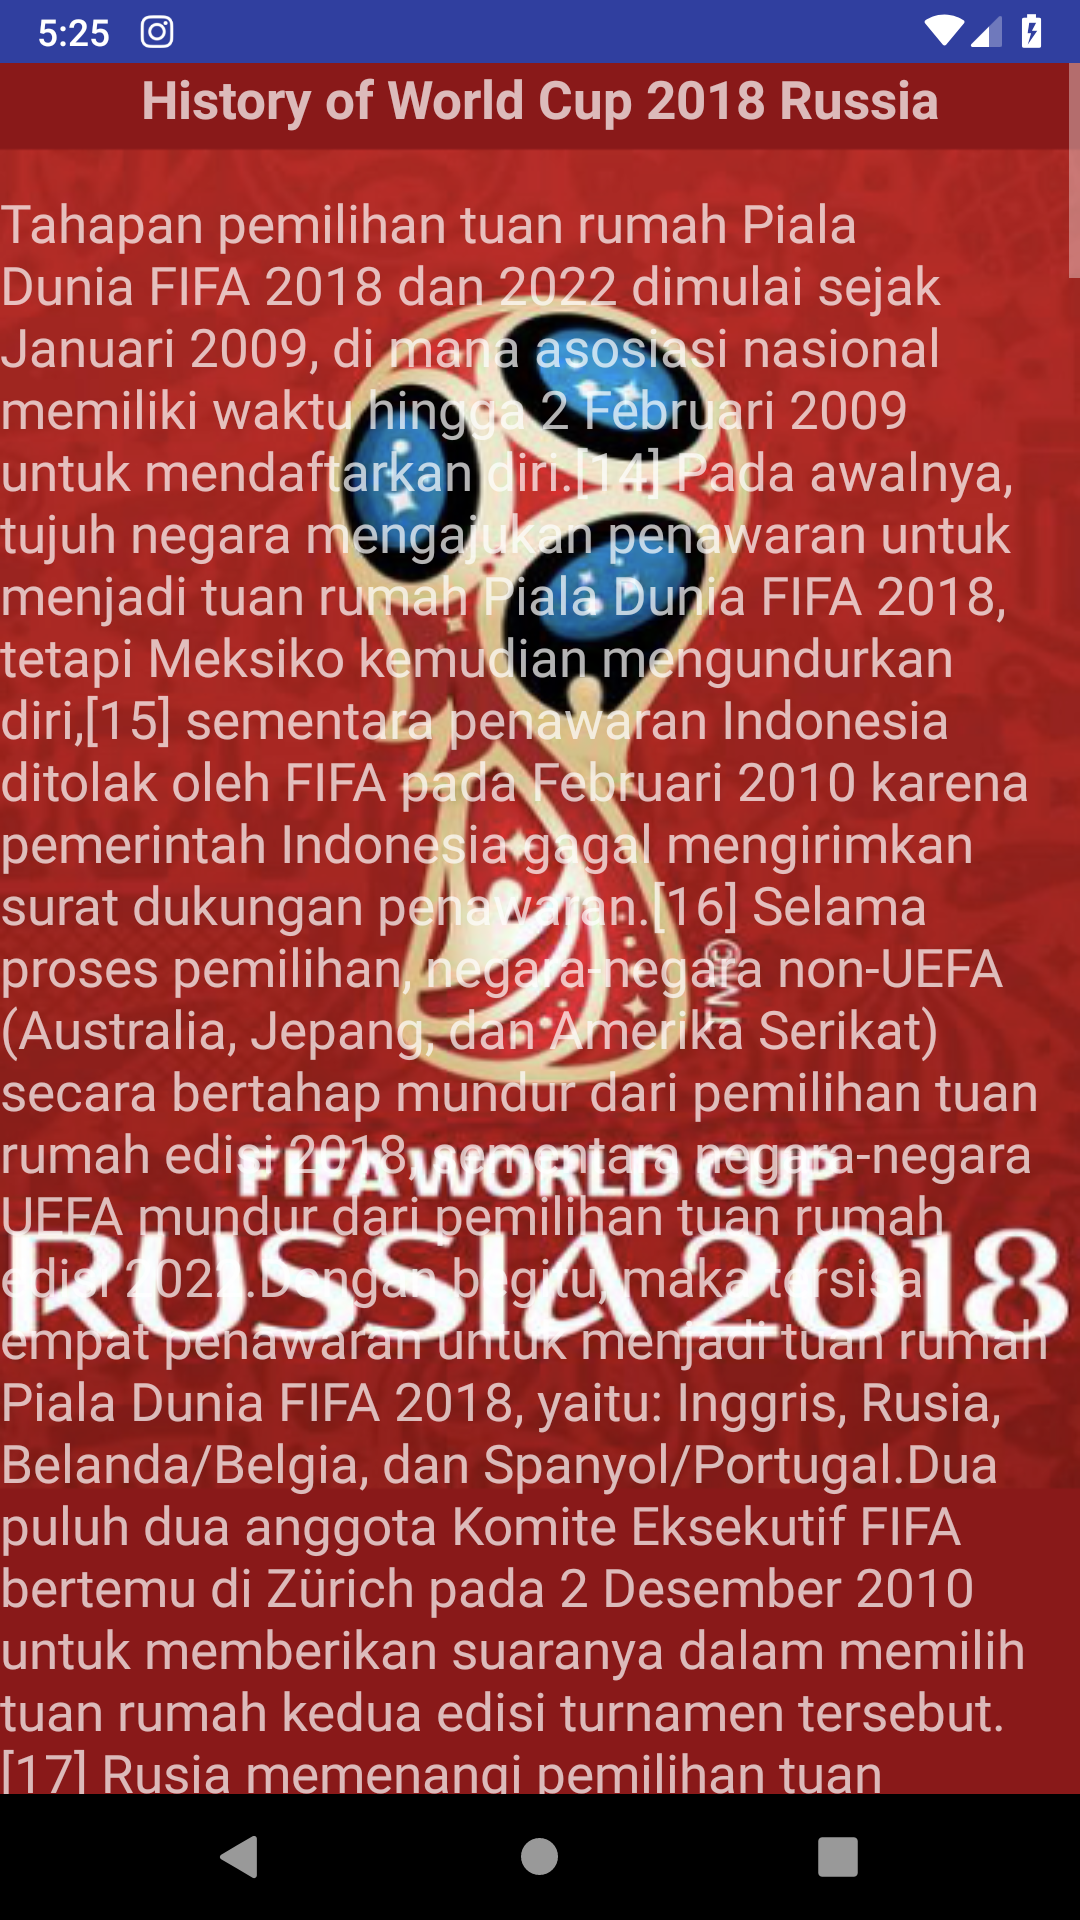 5:25
History of World Cup 2018 Russia
Tahapan pemilihan tuan rumah Piala
Dunia FIFA 2018 dan 2022 dimulai sejak
Januari 2009, di mana asosiasi nasional
memiliki waktu hingga 2 Februari 2009
untuk mendaftarkan diri.[14] Pada awalnya,
tujuh negara mengajukan penawaran untuk
menjadi tuan rumah Piala Dunia FIFA 2018,
tetapi Meksiko kemudian mengundurkan
diri,[15] sementara penawaran Indonesia
ditolak oleh FIFA pada Februari 2010 karena
pemerintah Indonesia gagal mengirimkan
surat dukungan penawaran.[16] Selama
proses pemilihan, negara-negara non-UEFA
(Australia, Jepang, dan Amerika Serikat)
secara bertahap mundur dari pemilihan tuan
rumah edisi 2018, sementara negara-negara
UEFA mundur dari pemilihan tuan rumah
edisi 2022.Dengan begitu, maka tersisa
empat penawaran untuk menjadi tuan rumah
Piala Dunia FIFA 2018, yaitu: Inggris, Rusia,
Belanda/Belgia, dan Spanyol/Portugal.Dua
puluh dua anggota Komite Eksekutif FIFA
bertemu di Zürich pada 2 Desember 2010
untuk memberikan suaranya dalam memilih
tuan rumah kedua edisi turnamen tersebut.
[17] Rusia memenangi pemilihan tuan
TM©
FIFA WORLD CUP
RUSSIA 2018